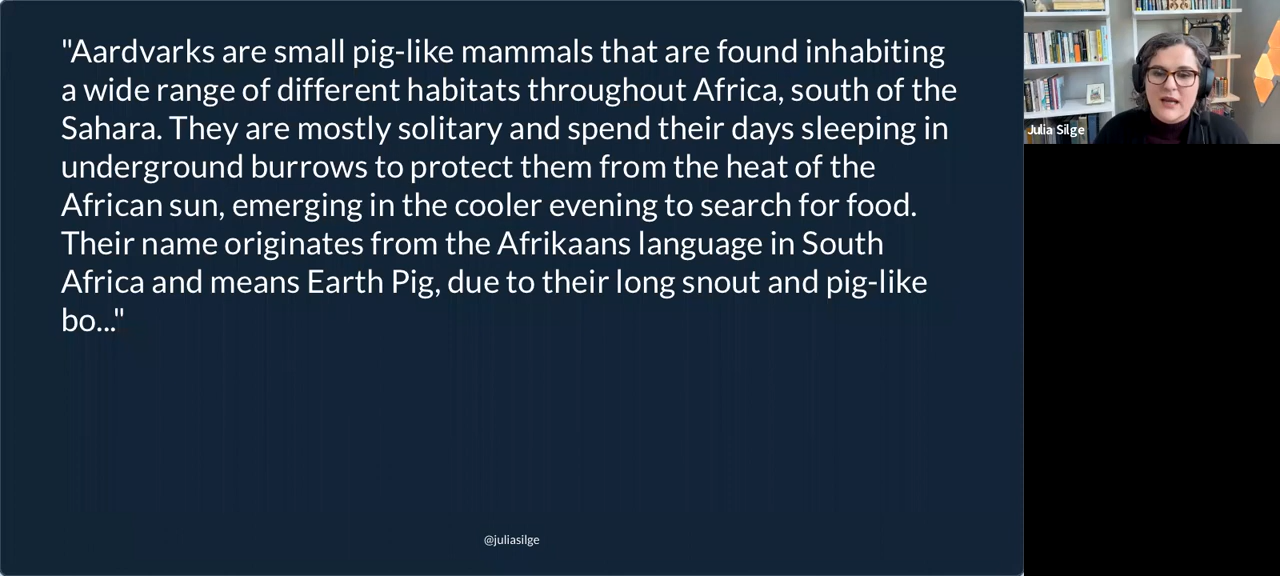 "Aardvarks are small pig-like mammals that are found inhabiting
a wide range of different habitats throughout Africa, south of the
Sahara. They are mostly solitary and spend their days sleeping in
underground burrows to protect them from the heat of the
African sun, emerging in the cooler evening to search for food.
Their name originates from the Afrikaans language in South
Africa and means Earth Pig, due to their long snout and pig-like
bo..."
@juliasilge
Julia Silge